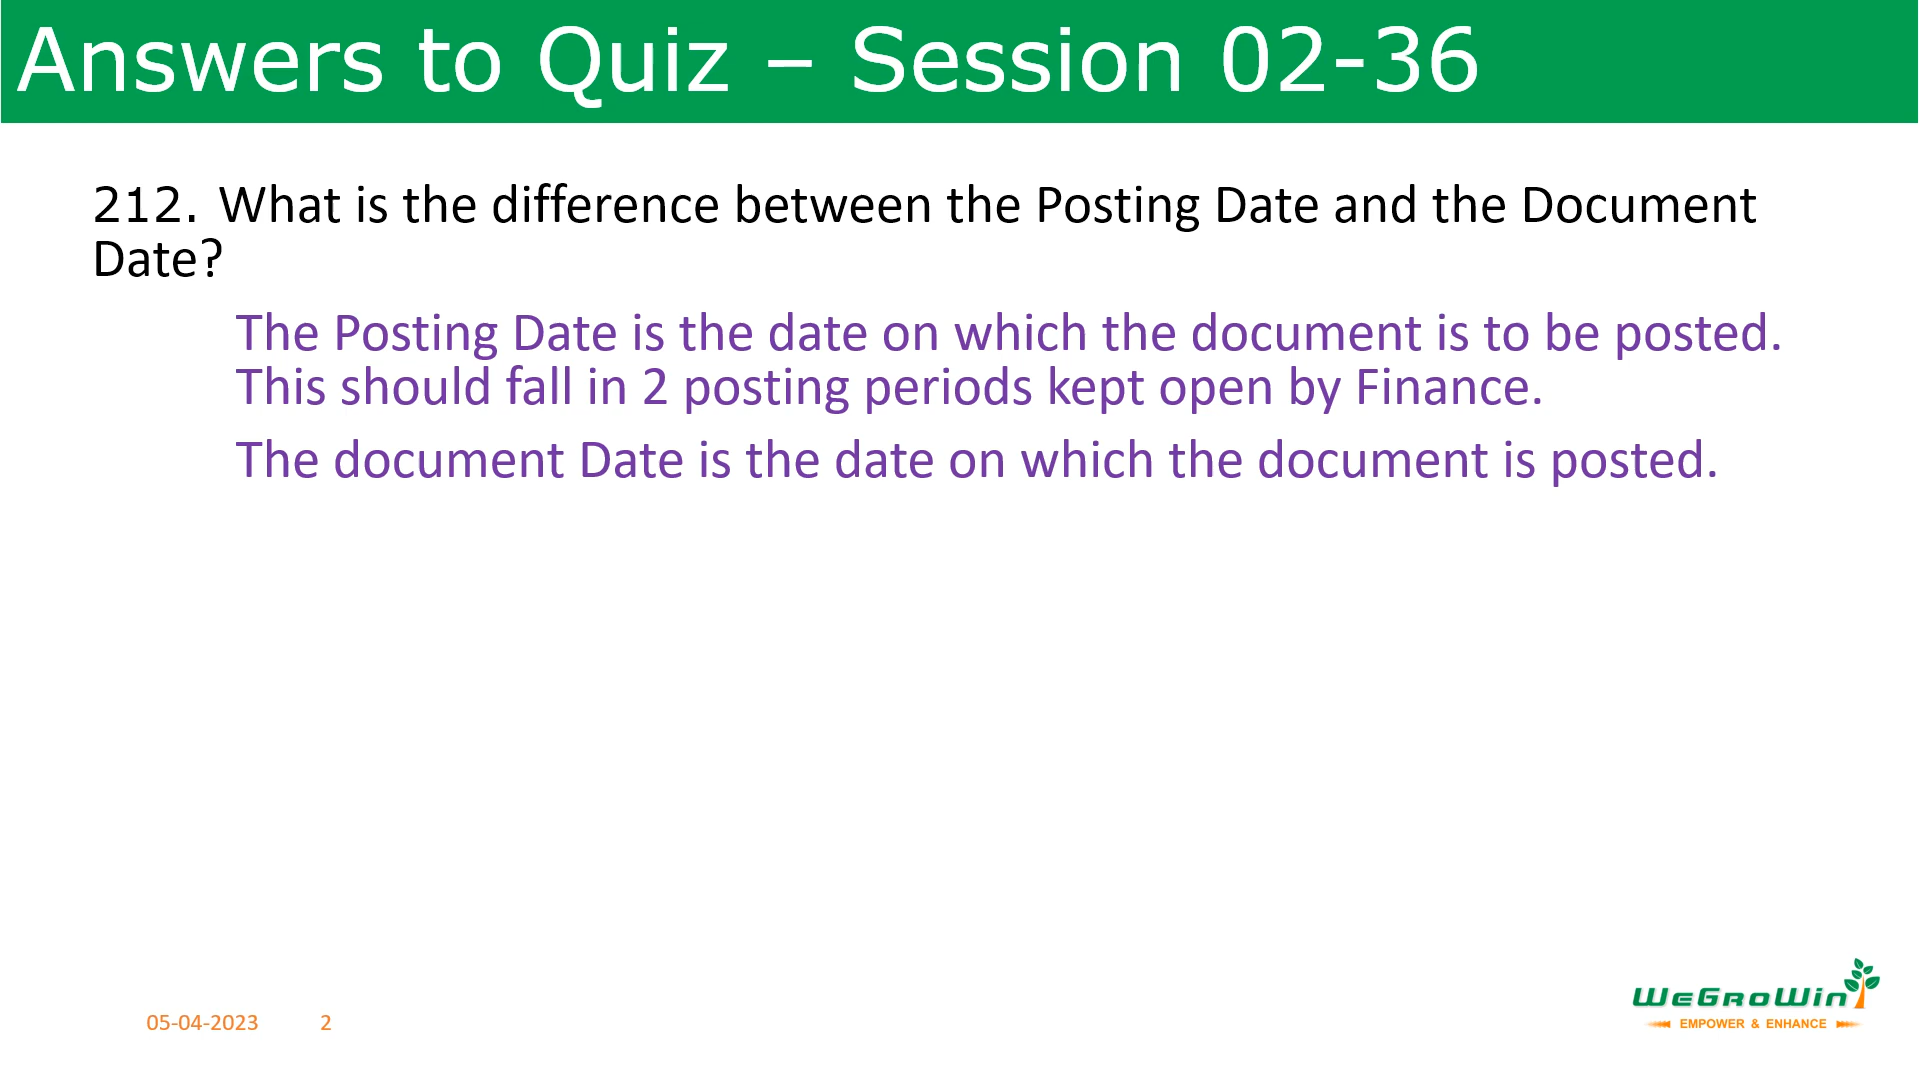 Answers to Quiz – Session 02-36
212. What is the difference between the Posting Date and the Document
Date?
The Posting Date is the date on which the document is to be posted.
This should fall in 2 posting periods kept open by Finance.
The document Date is the date on which the document is posted.
05-04-2023 2
WeGroWin
EMPOWER & ENHANCE